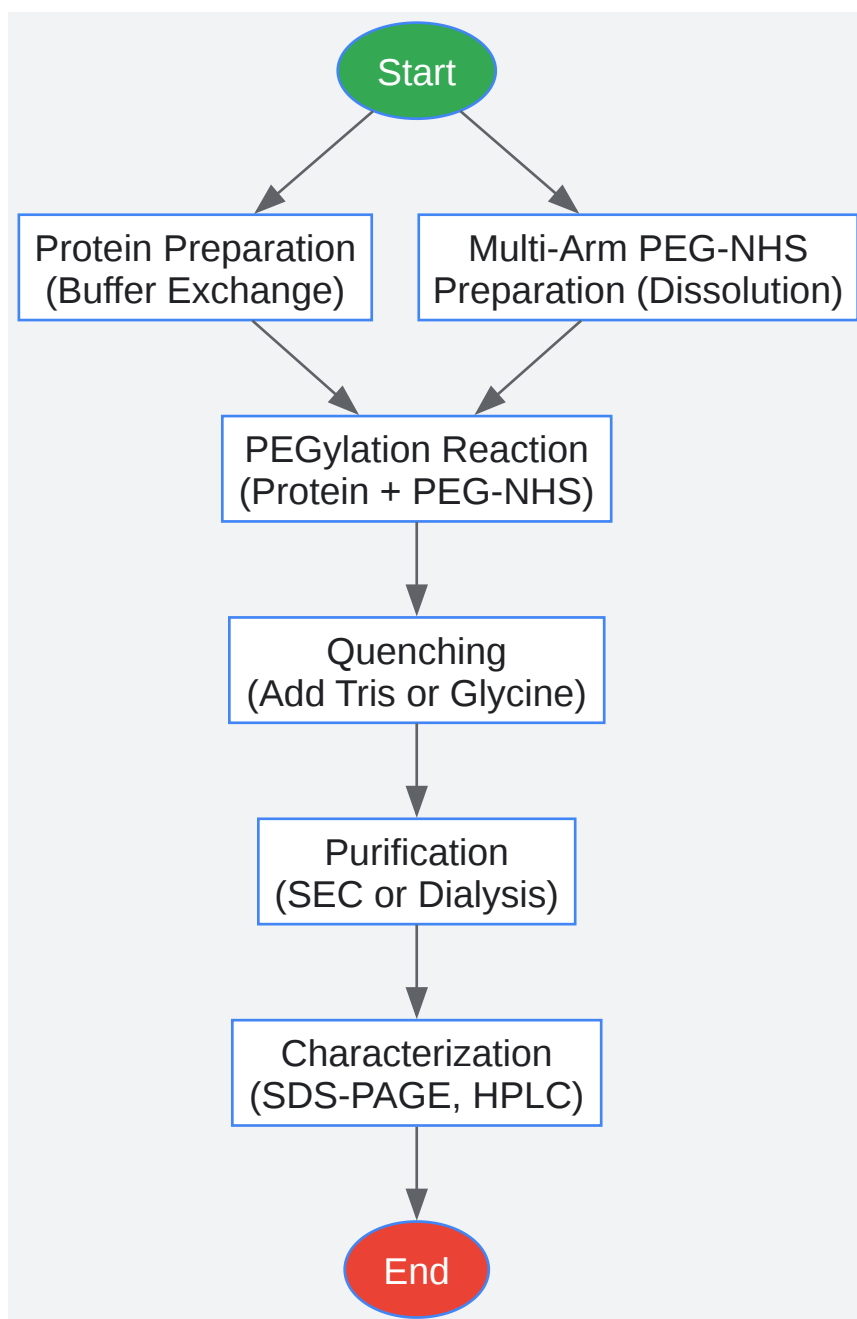 Start
Protein Preparation
(Buffer Exchange)
Multi-Arm PEG-NHS
Preparation (Dissolution)
PEGylation Reaction
(Protein + PEG-NHS)
Quenching
(Add Tris or Glycine)
Purification
(SEC or Dialysis)
Characterization
(SDS-PAGE, HPLC)
End